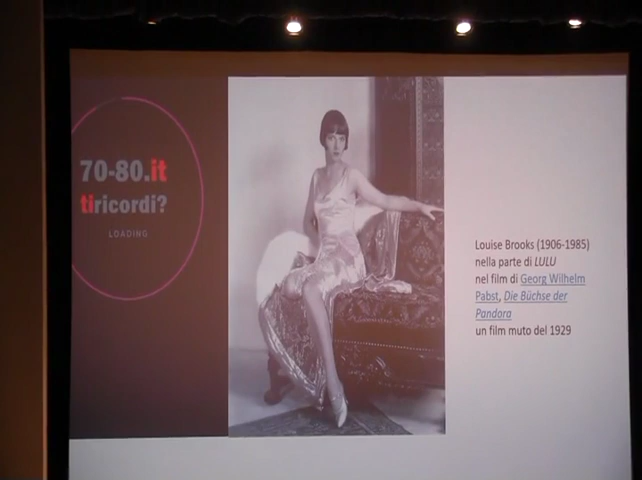 70-80.it
tiricordi?
LOADING
Louise Brooks (1906-1985)
nella parte di LULU
nel film di Georg Wilhelm
Pabst, Die Büchse der
Pandora
un film muto del 1929